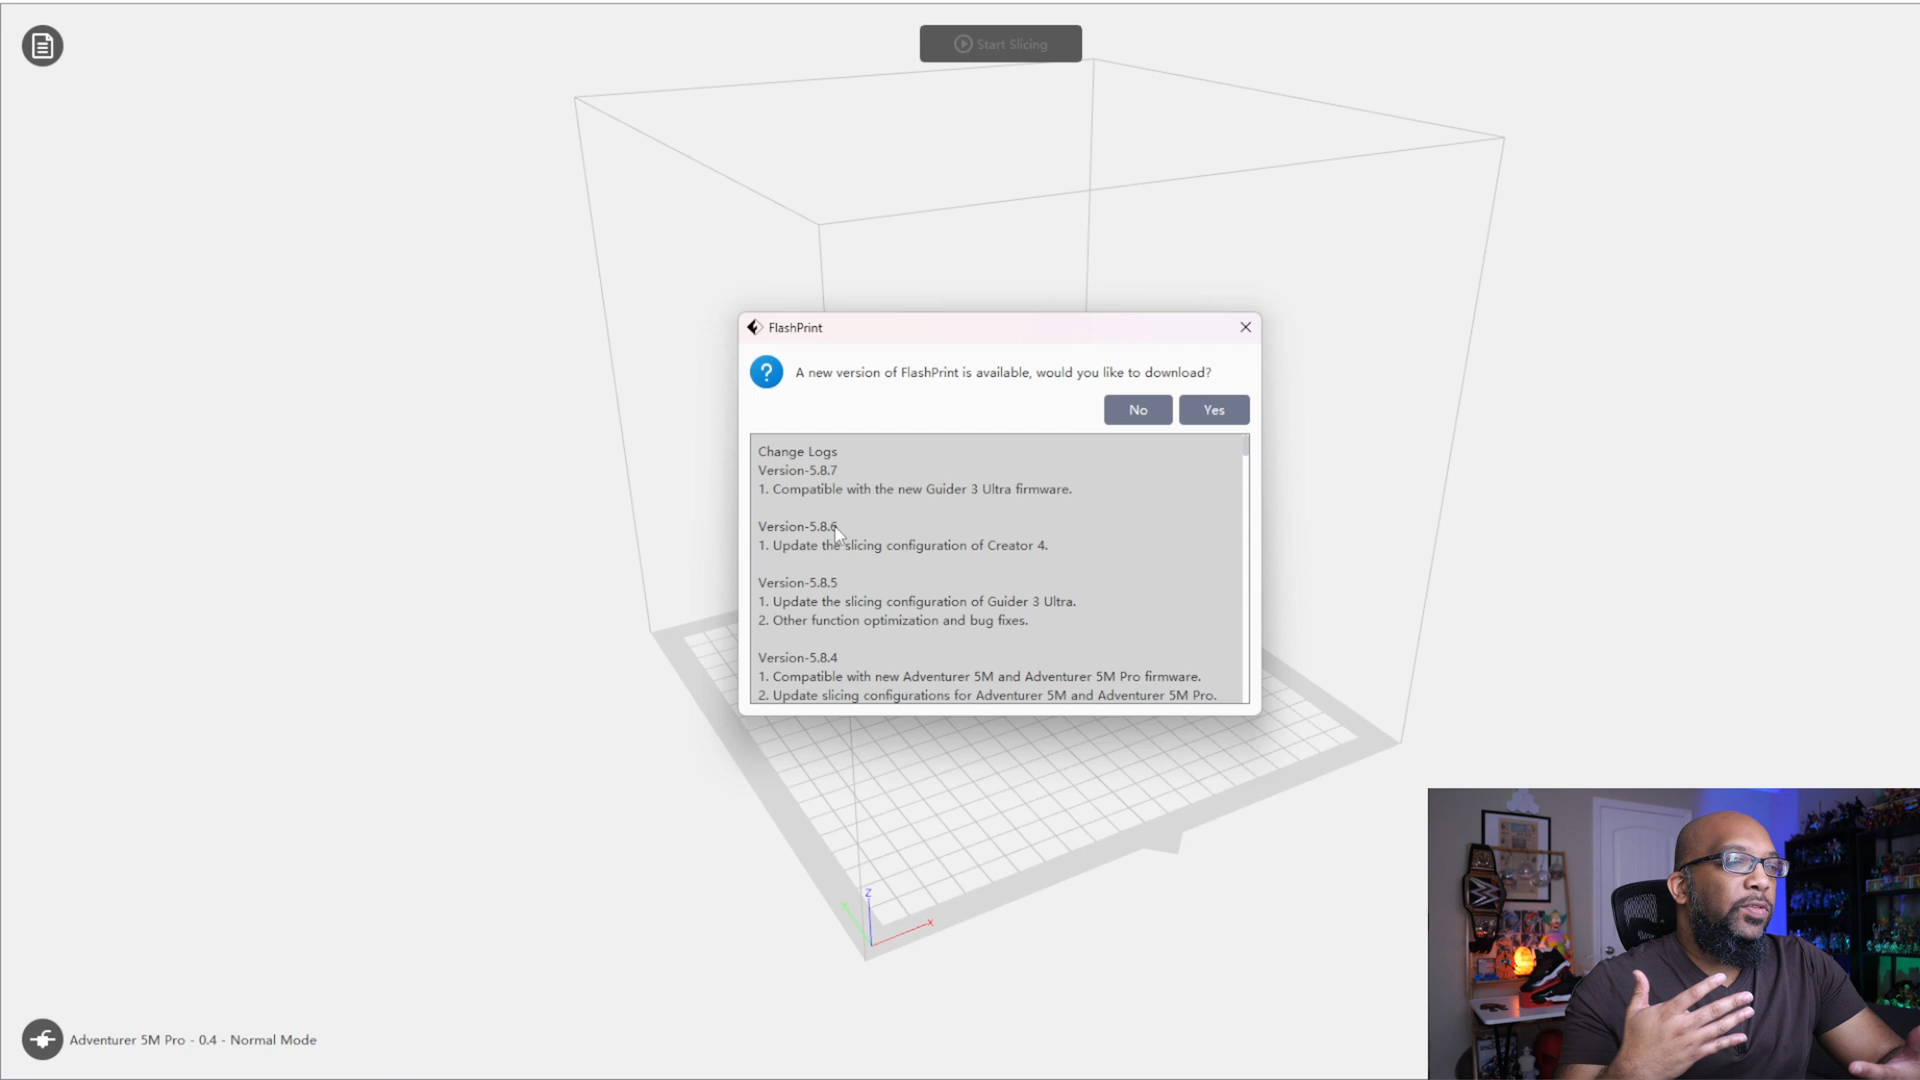 Start Slicing
FlashPrint
A new version of FlashPrint is available, would you like to download?
No
Yes
Change Logs
Version-5.8.7
1. Compatible with the new Guider 3 Ultra firmware.
Version-5.8.6
1. Update the slicing configuration of Creator 4.
Version-5.8.5
1. Update the slicing configuration of Guider 3 Ultra.
2. Other function optimization and bug fixes.
Version-5.8.4
1. Compatible with new Adventurer 5M and Adventurer 5M Pro firmware.
2. Update slicing configurations for Adventurer 5M and Adventurer 5M Pro.
Z
X
Adventurer 5M Pro - 0.4 - Normal Mode